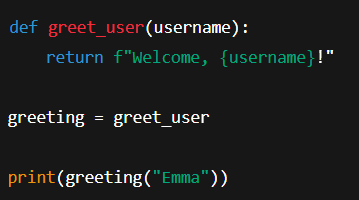 def greet_user(username):
    return f"Welcome, {username}!"
greeting = greet_user
print(greeting("Emma"))